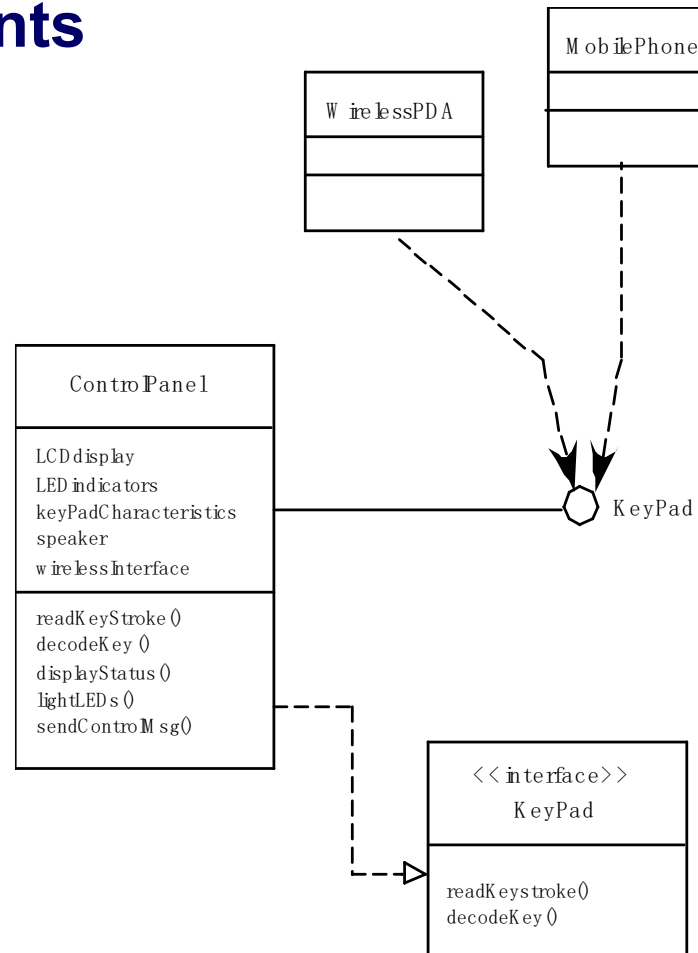 nts
MobilePhone
WirelessPDA
ControlPanel
LCDdisplay
LEDindicators
keyPadCharacteristics
speaker
wirelessInterface
readKeyStroke()
decodeKey()
displayStatus()
lightLEDs()
sendControlMsg()
KeyPad
<<interface>>
KeyPad
readKeystroke()
decodeKey()